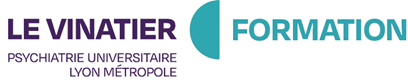 LE VINATIER
FORMATION
PSYCHIATRIE UNIVERSITAIRE
LYON MÉTROPOLE